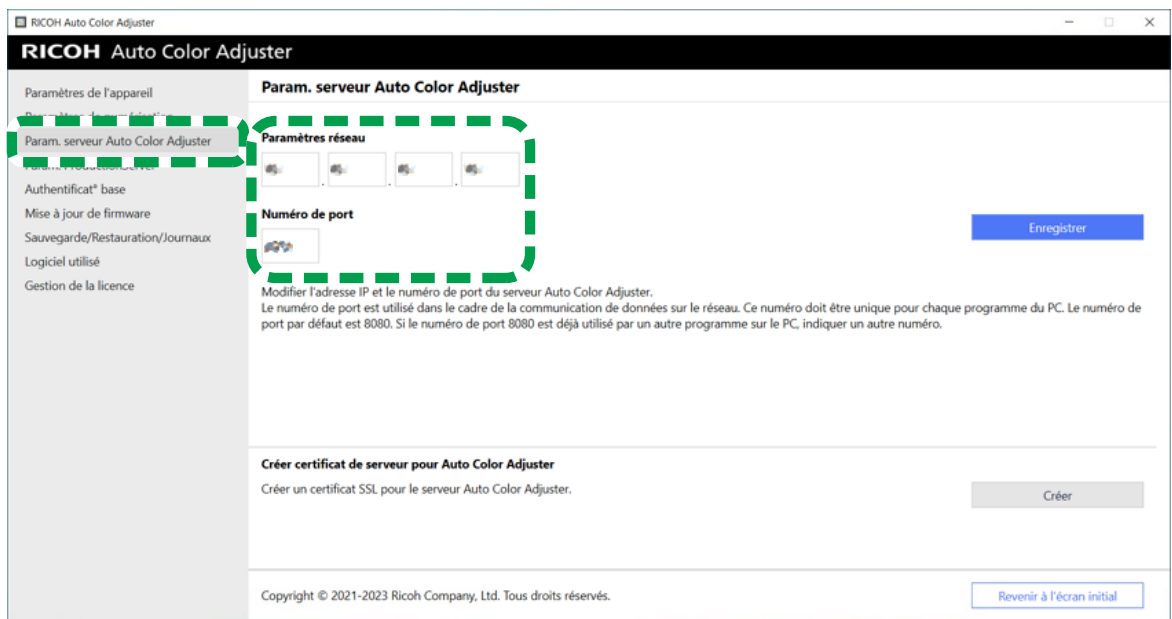 RICOH Auto Color Adjuster
RICOH Auto Color Adjuster
Paramètres de l'appareil
Param. serveur Auto Color Adjuster
Authentificat° base
Mise à jour de firmware
Sauvegarde/Restauration/Journaux
Logiciel utilisé
Gestion de la licence
Param. serveur Auto Color Adjuster
Paramètres réseau
. . .
Numéro de port
Enregistrer
Modifier l'adresse IP et le numéro de port du serveur Auto Color Adjuster.
Le numéro de port est utilisé dans le cadre de la communication de données sur le réseau. Ce numéro doit être unique pour chaque programme du PC. Le numéro de
port par défaut est 8080. Si le numéro de port 8080 est déjà utilisé par un autre programme sur le PC, indiquer un autre numéro.
Créer certificat de serveur pour Auto Color Adjuster
Créer un certificat SSL pour le serveur Auto Color Adjuster.
Créer
Copyright © 2021-2023 Ricoh Company, Ltd. Tous droits réservés.
Revenir à l'écran initial